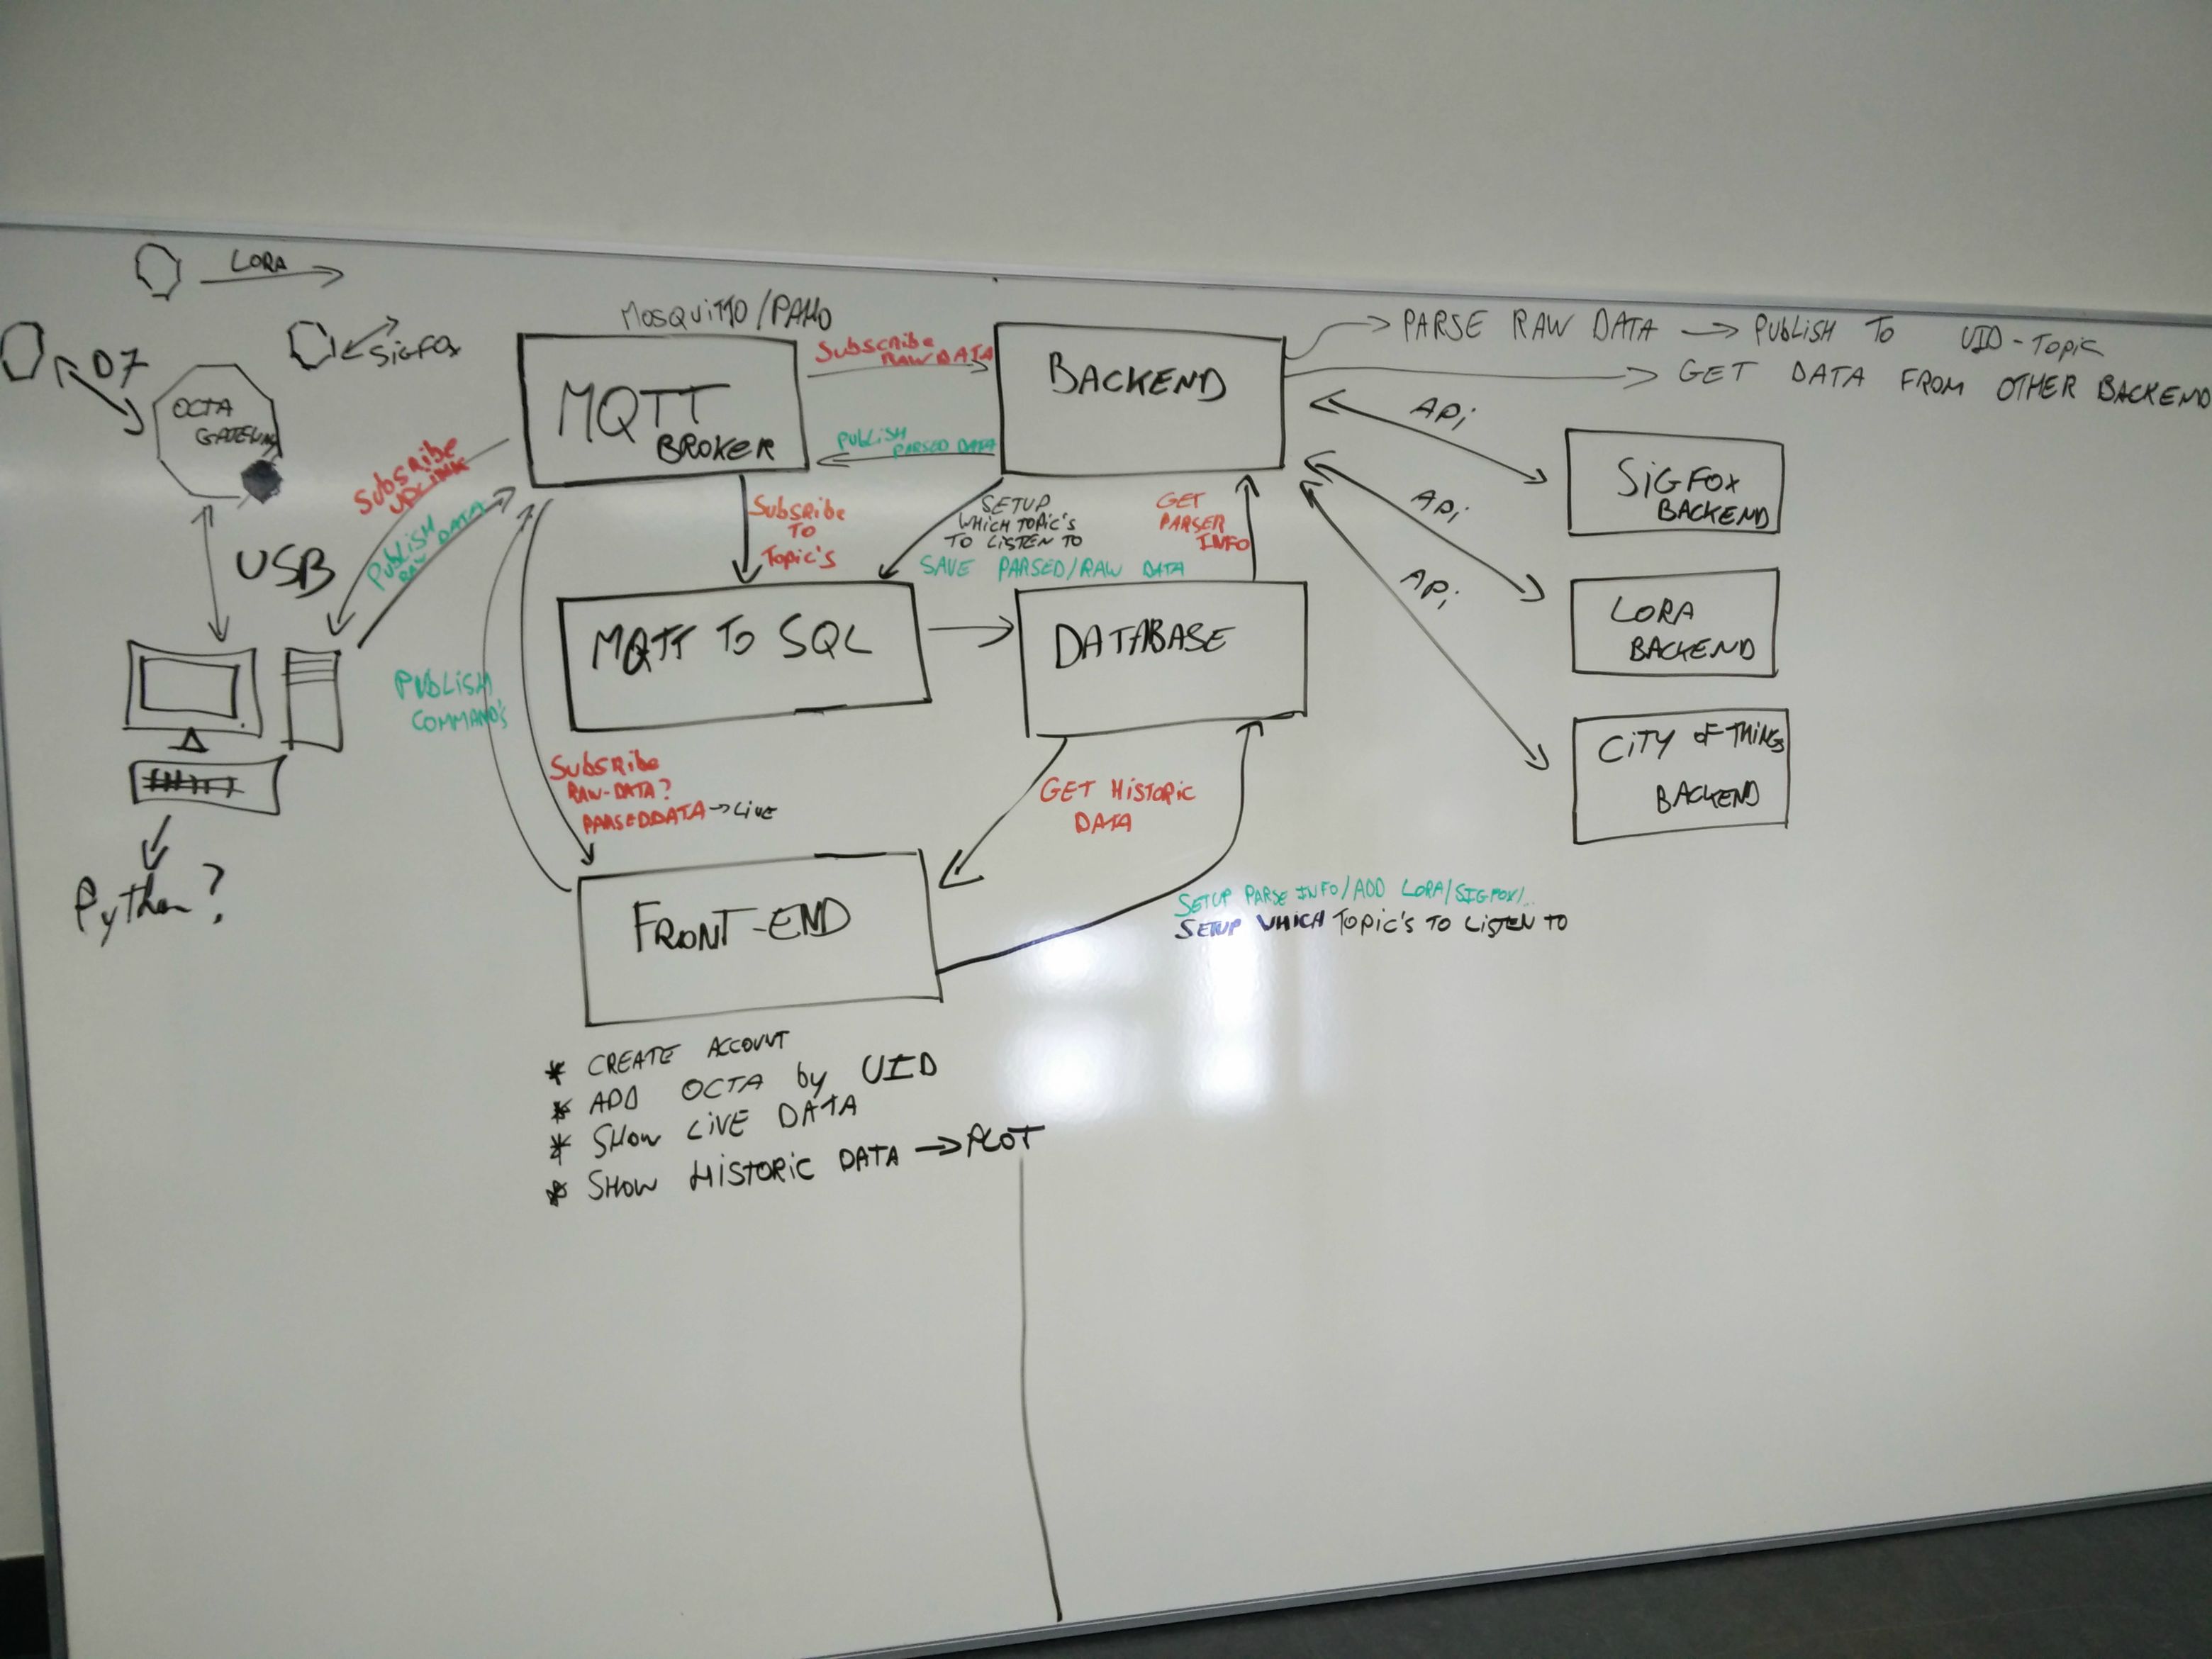 LORA
D7
SiGFOX
OCTA
GATEWAY
USB
Python?
Subscribe
PUBLiSH
RAW DATA
MOSQUiTTO/PAHO
MQTT
BROKER
Subscribe
RAW DATA
PUbLiSH
PARSED DATA
BACKEND
PARSE RAW DATA → PUbLiSH To UID-Topic
GET DATA FROM OTHER BACKEND
APi
APi
APi
SiGFOX
BACKEND
LORA
BACKEND
CiTY OF THiNGS
BACKEND
Subsribe
To
Topic's
SETUP
WHiCH TOPiC'S
TO LiSTEN TO
SAVE PARSED/RAW DATA
GET
PARSER
INFO
MQTT To SQL
DATABASE
PUbLiSH
COMMAND'S
Subscribe
RAW-DATA?
PARSEDDATA → LiVE
GET HiSTORiC
DATA
FRONT-END
SETUP PARSE INFO/ADD LORA/SIGFOX/..
SETUP WHICH TOPiC'S TO LiSTEN TO
* CREATE ACCOUNT
* ADD OCTA by UID
* SHOW LiVE DATA
* SHOW HiSTORiC DATA → PLOT